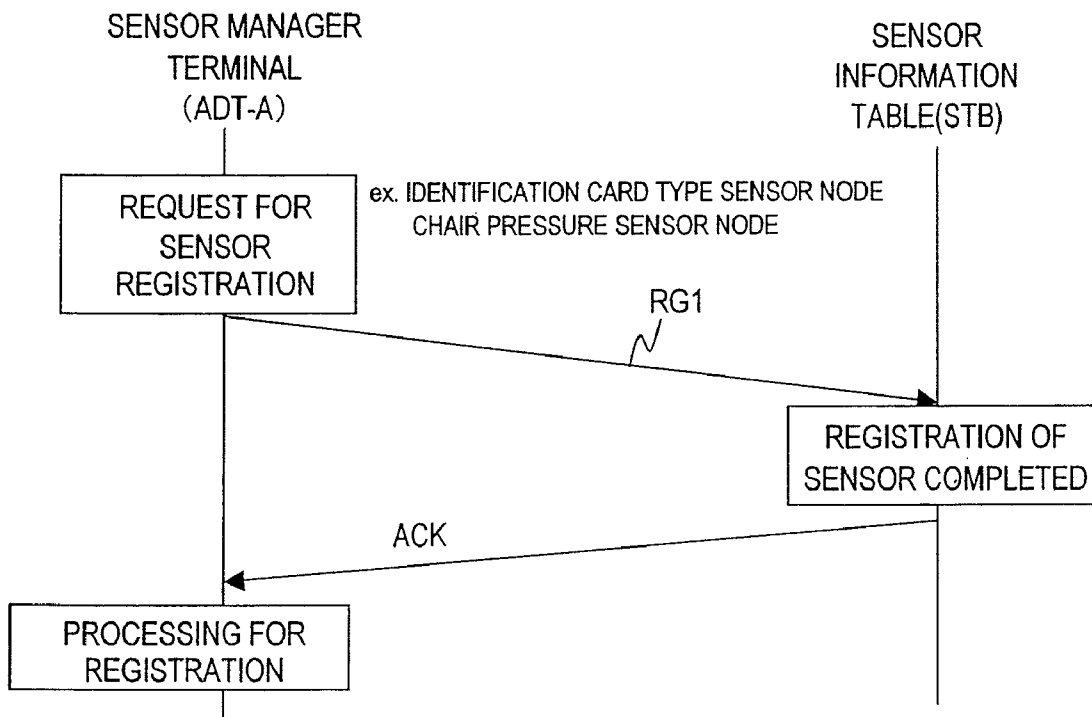 SENSOR MANAGER
TERMINAL
(ADT-A)
SENSOR
INFORMATION
TABLE(STB)
REQUEST FOR
SENSOR
REGISTRATION
ex. IDENTIFICATION CARD TYPE SENSOR NODE
CHAIR PRESSURE SENSOR NODE
RG1
REGISTRATION OF
SENSOR COMPLETED
ACK
PROCESSING FOR
REGISTRATION